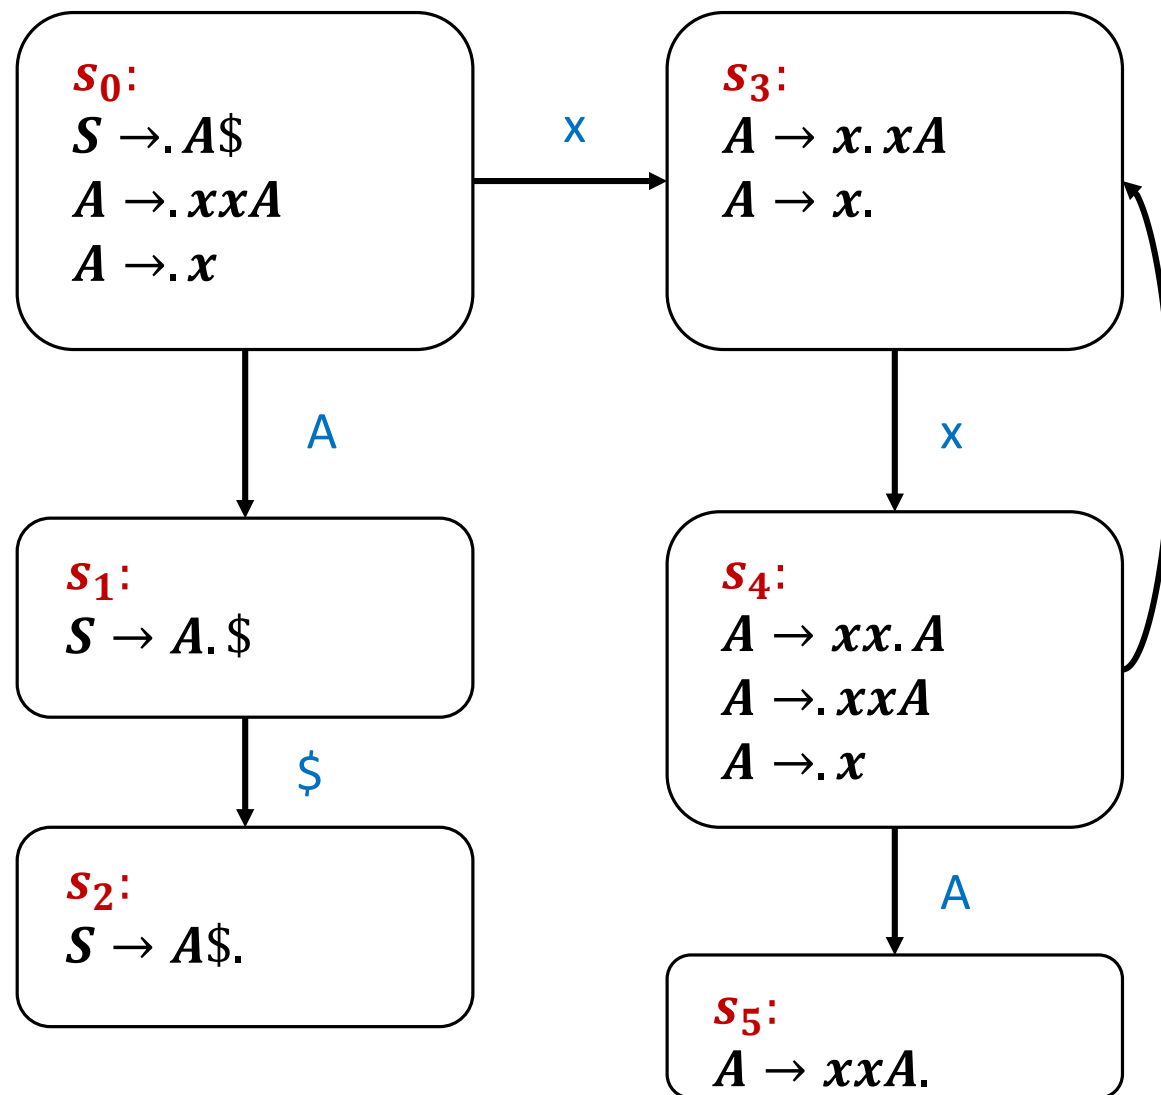 s₀:
S →. A$
A →. xxA
A →. x
x
s₃:
A → x. xA
A → x.
A
x
s₁:
S → A. $
s₄:
A → xx. A
A →. xxA
A →. x
$
s₂:
S → A$.
A
s₅:
A → xxA.